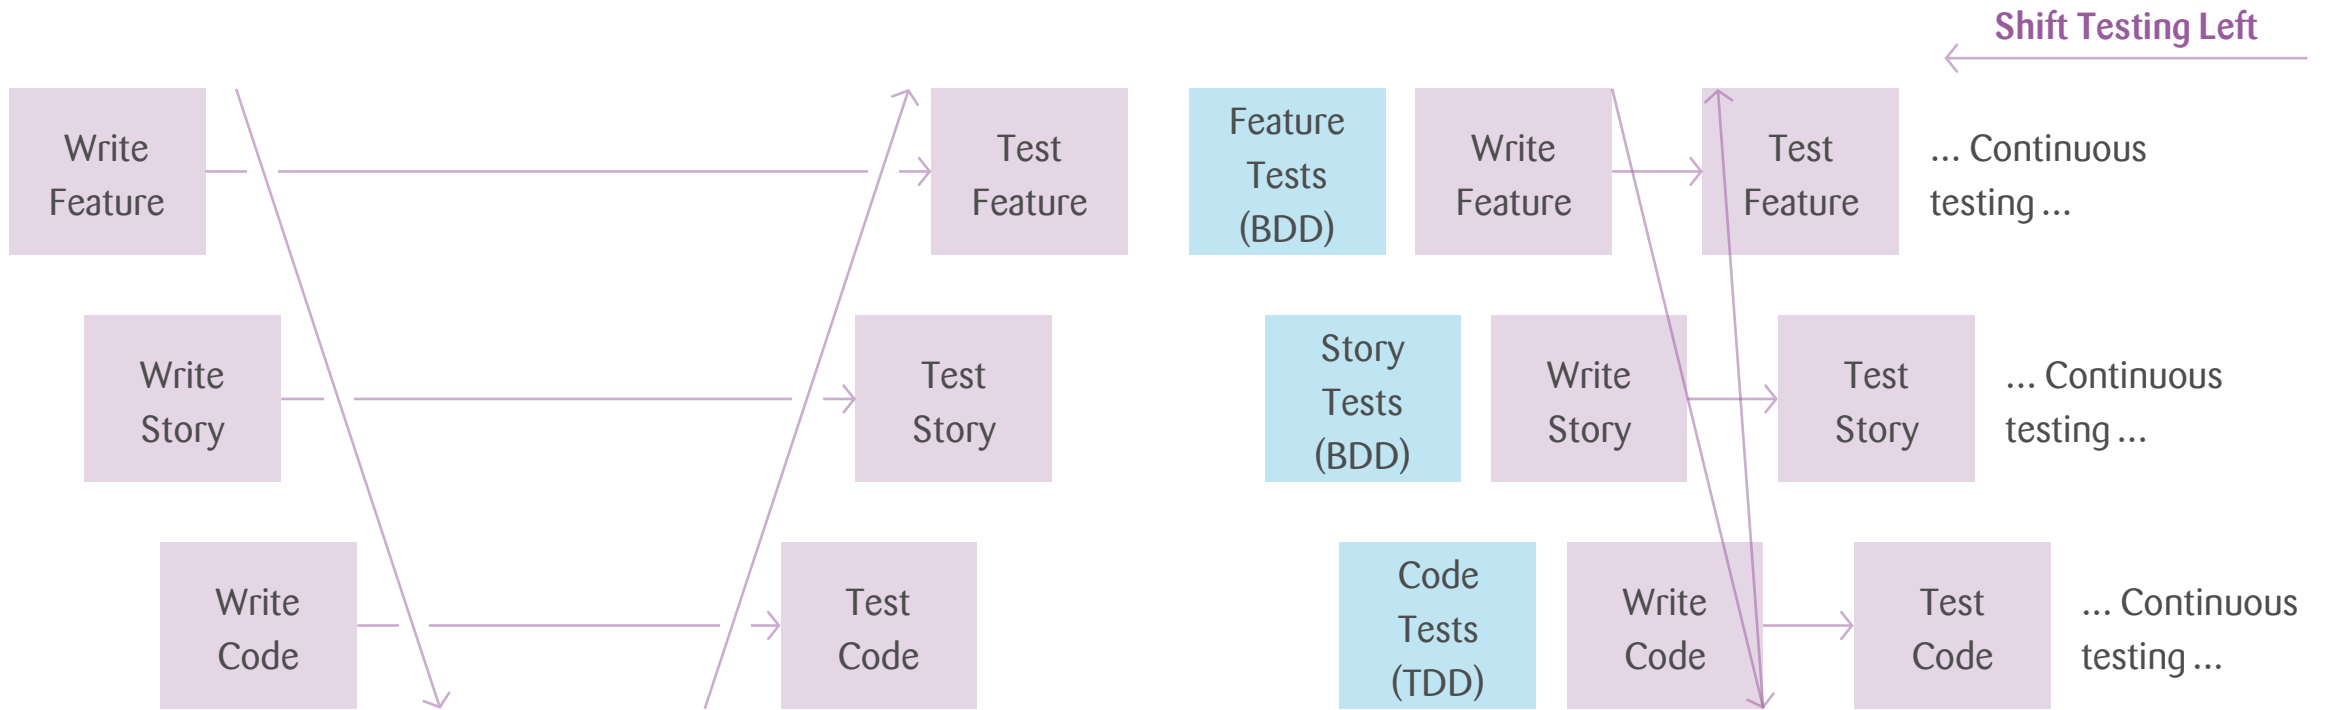 Shift Testing Left
Write
Feature
Test
Feature
Feature
Tests
(BDD)
Write
Feature
Test
Feature
... Continuous
testing ...
Write
Story
Test
Story
Story
Tests
(BDD)
Write
Story
Test
Story
... Continuous
testing ...
Write
Code
Test
Code
Code
Tests
(TDD)
Write
Code
Test
Code
... Continuous
testing ...